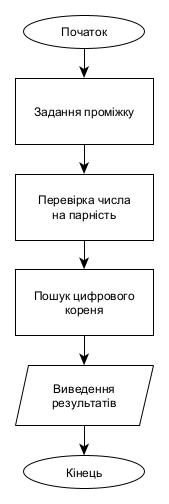 Початок
Задання проміжку
Перевірка числа
на парність
Пошук цифрового
кореня
Виведення
результатів
Кінець